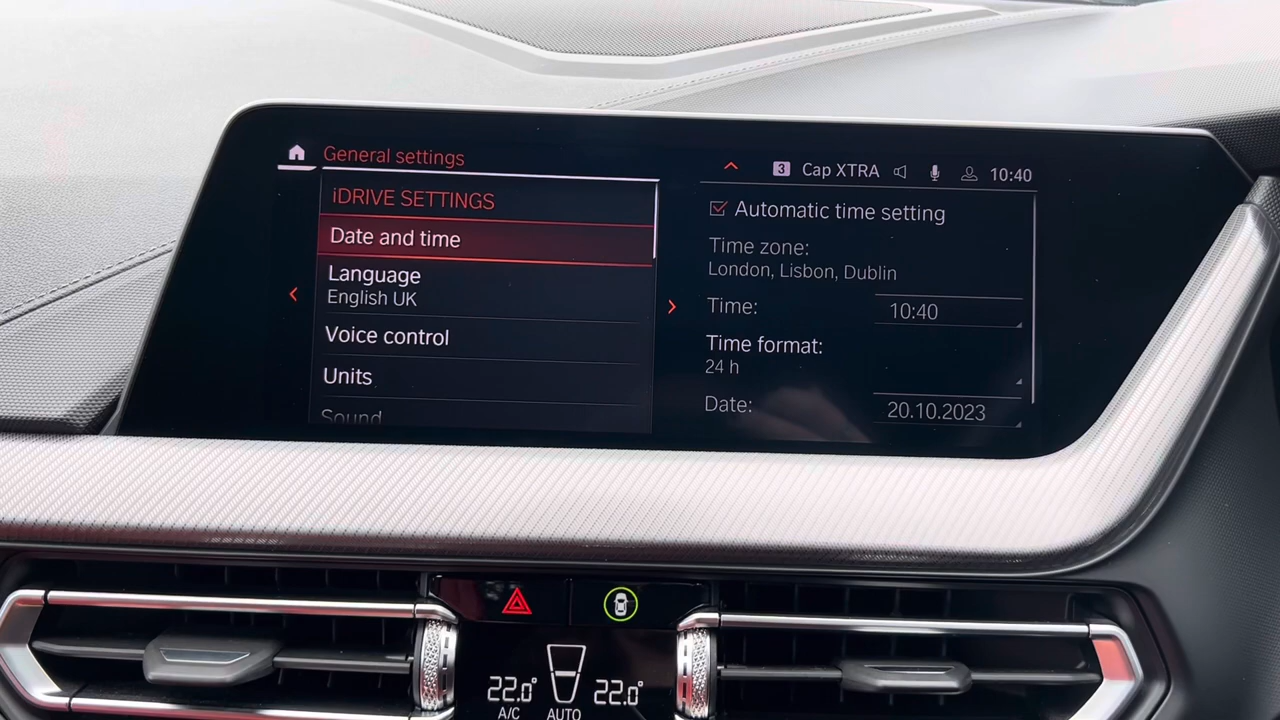 General settings
3 Cap XTRA 10:40
iDRIVE SETTINGS
Date and time
Language
English UK
Voice control
Units
Sound
Automatic time setting
Time zone:
London, Lisbon, Dublin
Time: 10:40
Time format:
24 h
Date: 20.10.2023
22.0° 22.0°
A/C AUTO